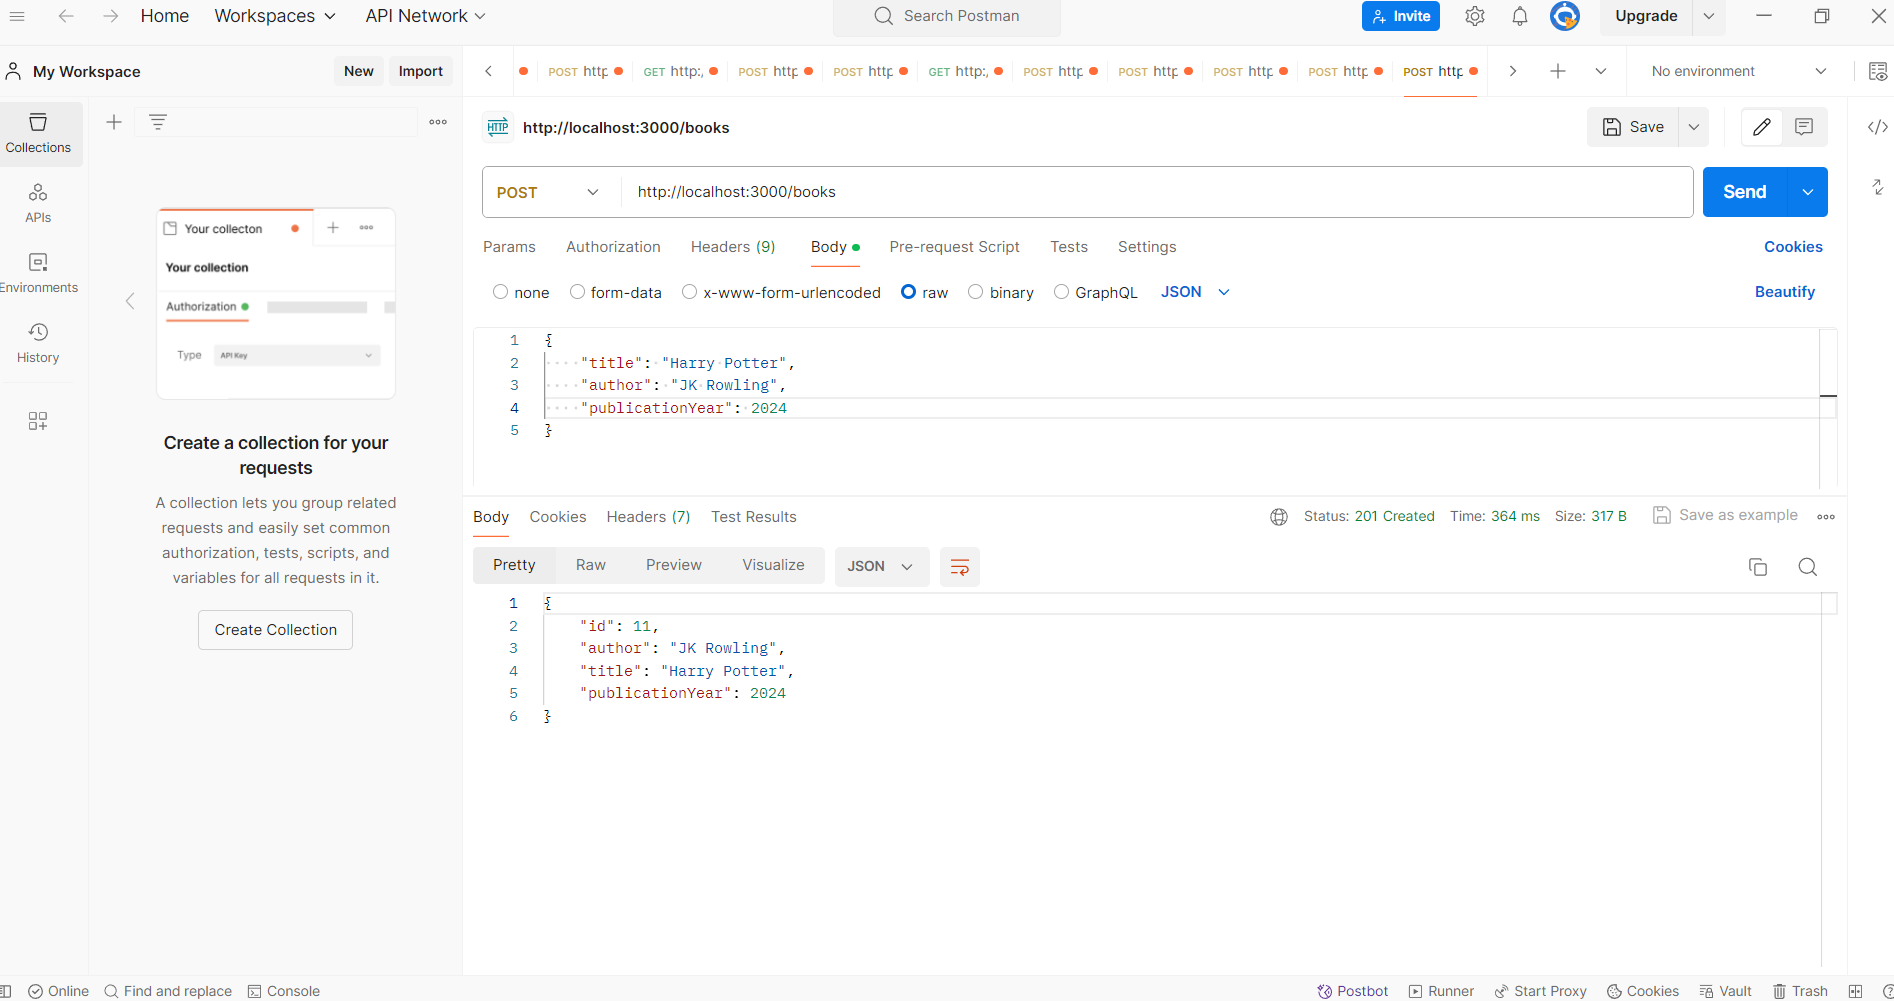 Home Workspaces API Network Search Postman Invite Upgrade
My Workspace New Import POST http GET http:, POST http POST http GET http:, POST http POST http POST http POST http POST http No environment
Collections
APIs
Environments
History
Your collecton
Your collection
Authorization
Type API Key
Create a collection for your
requests
A collection lets you group related
requests and easily set common
authorization, tests, scripts, and
variables for all requests in it.
Create Collection
HTTP http://localhost:3000/books Save
POST http://localhost:3000/books Send
Params Authorization Headers (9) Body Pre-request Script Tests Settings Cookies
none form-data x-www-form-urlencoded raw binary GraphQL JSON Beautify
1 {
2 "title": "Harry Potter",
3 "author": "JK Rowling",
4 "publicationYear": 2024
5 }
Body Cookies Headers (7) Test Results Status: 201 Created Time: 364 ms Size: 317 B Save as example
Pretty Raw Preview Visualize JSON
1 {
2 "id": 11,
3 "author": "JK Rowling",
4 "title": "Harry Potter",
5 "publicationYear": 2024
6 }
Online Find and replace Console Postbot Runner Start Proxy Cookies Vault Trash